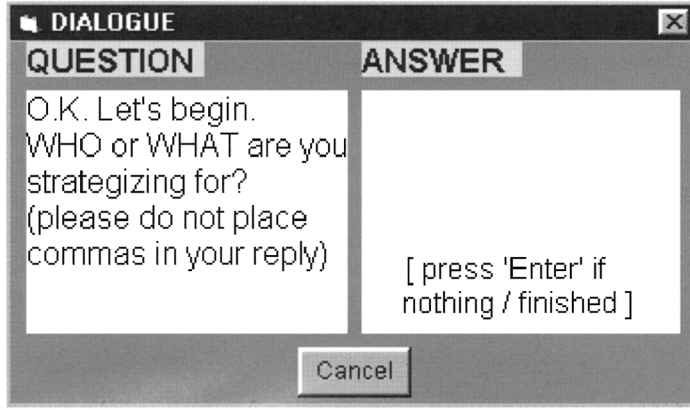 DIALOGUE
QUESTION
O.K. Let's begin.
WHO or WHAT are you
strategizing for?
(please do not place
commas in your reply)
ANSWER
[ press 'Enter' if
nothing / finished ]
Cancel